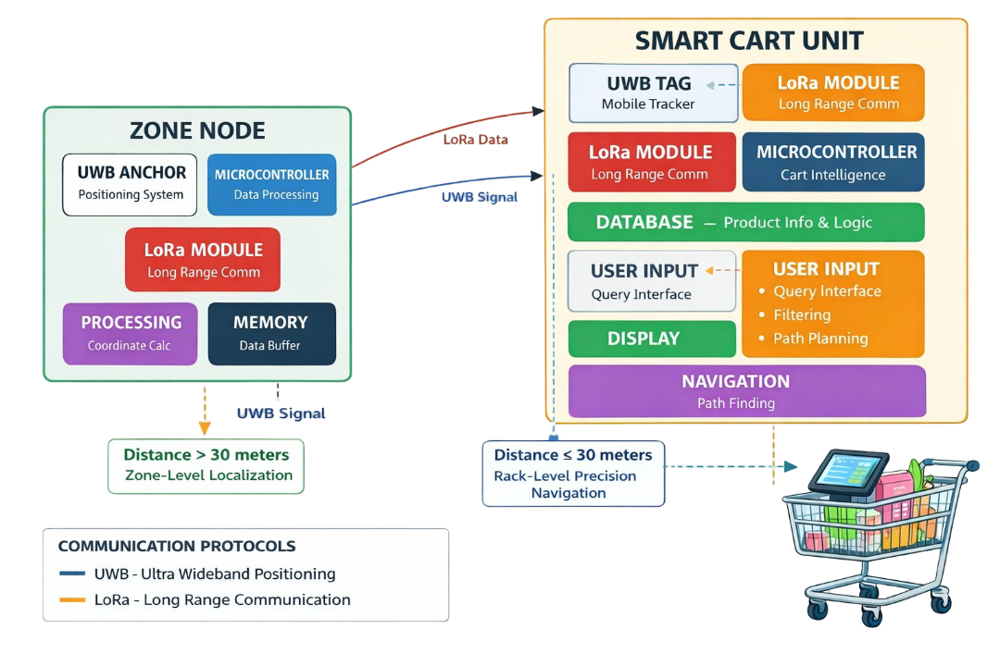 SMART CART UNIT
ZONE NODE
UWB ANCHOR
Positioning System
MICROCONTROLLER
Data Processing
LoRa MODULE
Long Range Comm
PROCESSING
Coordinate Calc
MEMORY
Data Buffer
LoRa Data
UWB Signal
UWB TAG
Mobile Tracker
LoRa MODULE
Long Range Comm
LoRa MODULE
Long Range Comm
MICROCONTROLLER
Cart Intelligence
DATABASE — Product Info & Logic
USER INPUT
Query Interface
USER INPUT
• Query Interface
• Filtering
• Path Planning
DISPLAY
NAVIGATION
Path Finding
UWB Signal
Distance > 30 meters
Zone-Level Localization
Distance ≤ 30 meters
Rack-Level Precision
Navigation
COMMUNICATION PROTOCOLS
UWB - Ultra Wideband Positioning
LoRa - Long Range Communication